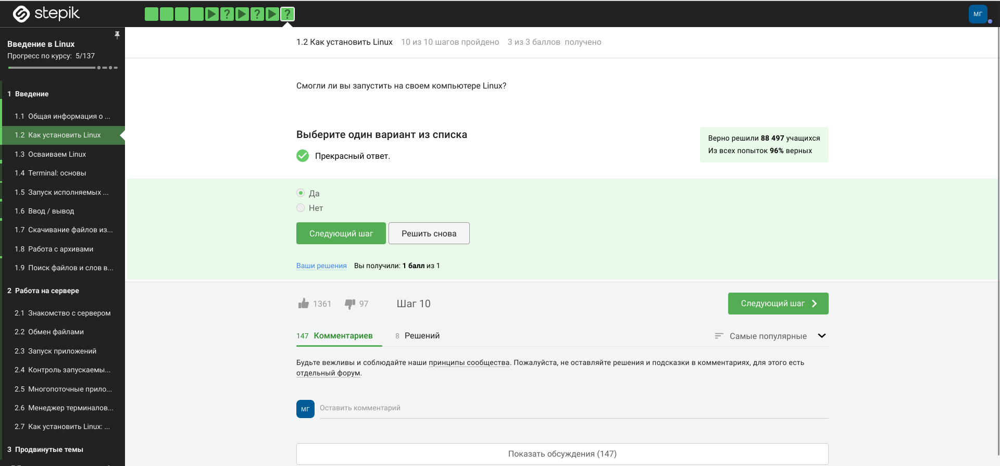 stepik
?
?
?
МГ
Введение в Linux
Прогресс по курсу: 5/137
1 Введение
1.1 Общая информация о ...
1.2 Как установить Linux
1.3 Осваиваем Linux
1.4 Terminal: основы
1.5 Запуск исполняемых ...
1.6 Ввод / вывод
1.7 Скачивание файлов из...
1.8 Работа с архивами
1.9 Поиск файлов и слов в...
2 Работа на сервере
2.1 Знакомство с сервером
2.2 Обмен файлами
2.3 Запуск приложений
2.4 Контроль запускаемы...
2.5 Многопоточные прило...
2.6 Менеджер терминалов...
2.7 Как установить Linux: ...
3 Продвинутые темы
1.2 Как установить Linux 10 из 10 шагов пройдено 3 из 3 баллов получено
Смогли ли вы запустить на своем компьютере Linux?
Выберите один вариант из списка
Прекрасный ответ.
Верно решили 88 497 учащихся
Из всех попыток 96% верных
Да
Нет
Следующий шаг Решить снова
Ваши решения Вы получили: 1 балл из 1
1361 97 Шаг 10 Следующий шаг
147 Комментариев 8 Решений Самые популярные
Будьте вежливы и соблюдайте наши принципы сообщества. Пожалуйста, не оставляйте решения и подсказки в комментариях, для этого есть
отдельный форум.
МГ Оставить комментарий
Показать обсуждения (147)